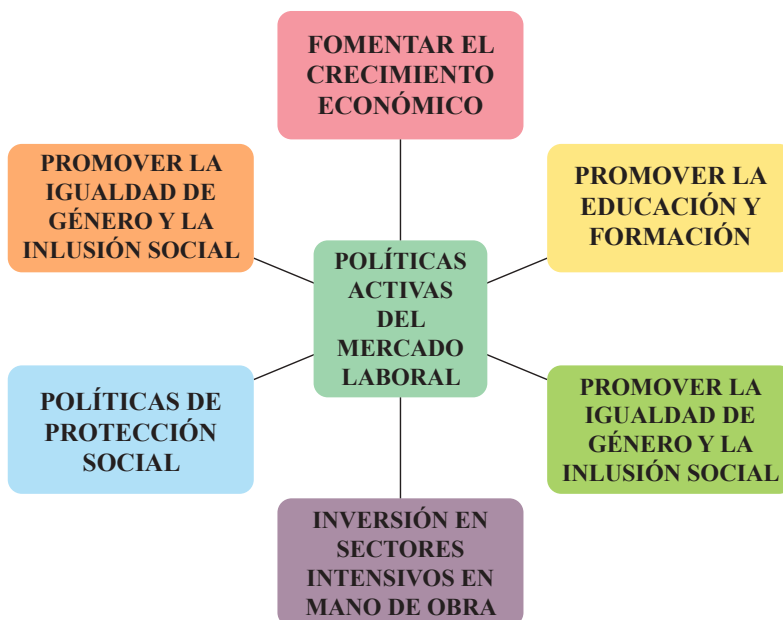 FOMENTAR EL
CRECIMIENTO
ECONÓMICO
PROMOVER LA
IGUALDAD DE
GÉNERO Y LA
INLUSIÓN SOCIAL
PROMOVER LA
EDUCACIÓN Y
FORMACIÓN
POLÍTICAS
ACTIVAS
DEL
MERCADO
LABORAL
POLÍTICAS DE
PROTECCIÓN
SOCIAL
PROMOVER LA
IGUALDAD DE
GÉNERO Y LA
INLUSIÓN SOCIAL
INVERSIÓN EN
SECTORES
INTENSIVOS EN
MANO DE OBRA